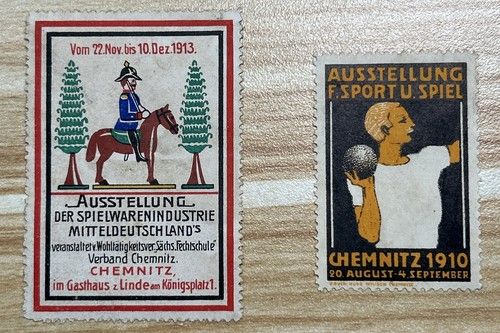 Vom 22. Nov. bis 10. Dez. 1913.
AUSSTELLUNG
DER SPIELWARENINDUSTRIE
MITTELDEUTSCHLAND'S
veranstaltet v. Wohltätigkeitsver. „Sächs. Fechtschule"
Verband Chemnitz.
CHEMNITZ,
im Gasthaus z. Linde am Königsplatz 1.
AUSSTELLUNG
F. SPORT U. SPIEL
CHEMNITZ 1910
20. AUGUST-4. SEPTEMBER